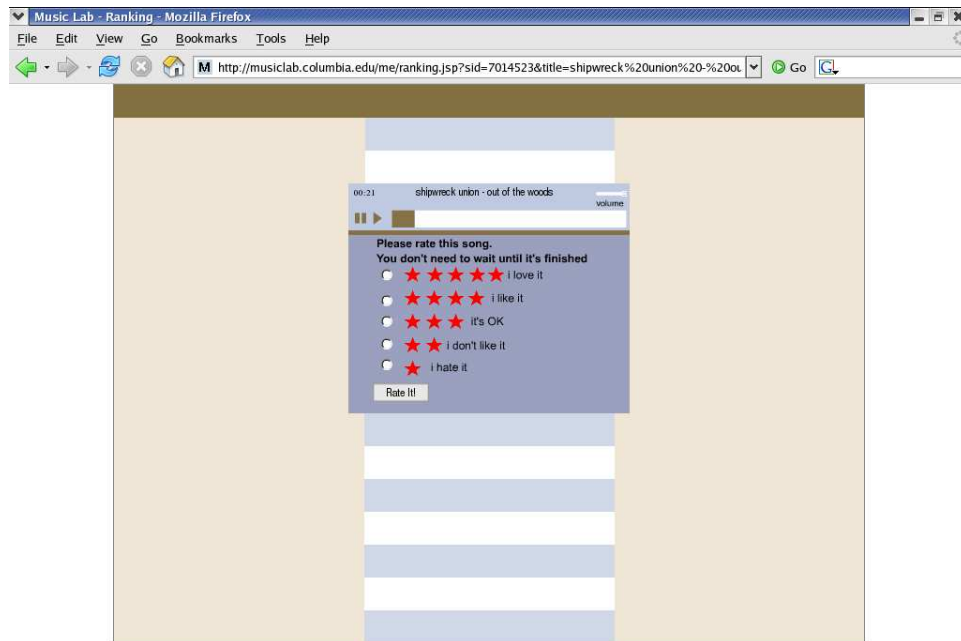 Music Lab - Ranking - Mozilla Firefox
File Edit View Go Bookmarks Tools Help
M http://musiclab.columbia.edu/me/ranking.jsp?sid=7014523&title=shipwreck%20union%20-%20ou Go G
00:21 shipwreck union - out of the woods
volume
Please rate this song.
You don't need to wait until it's finished
i love it
i like it
it's OK
i don't like it
i hate it
Rate It!